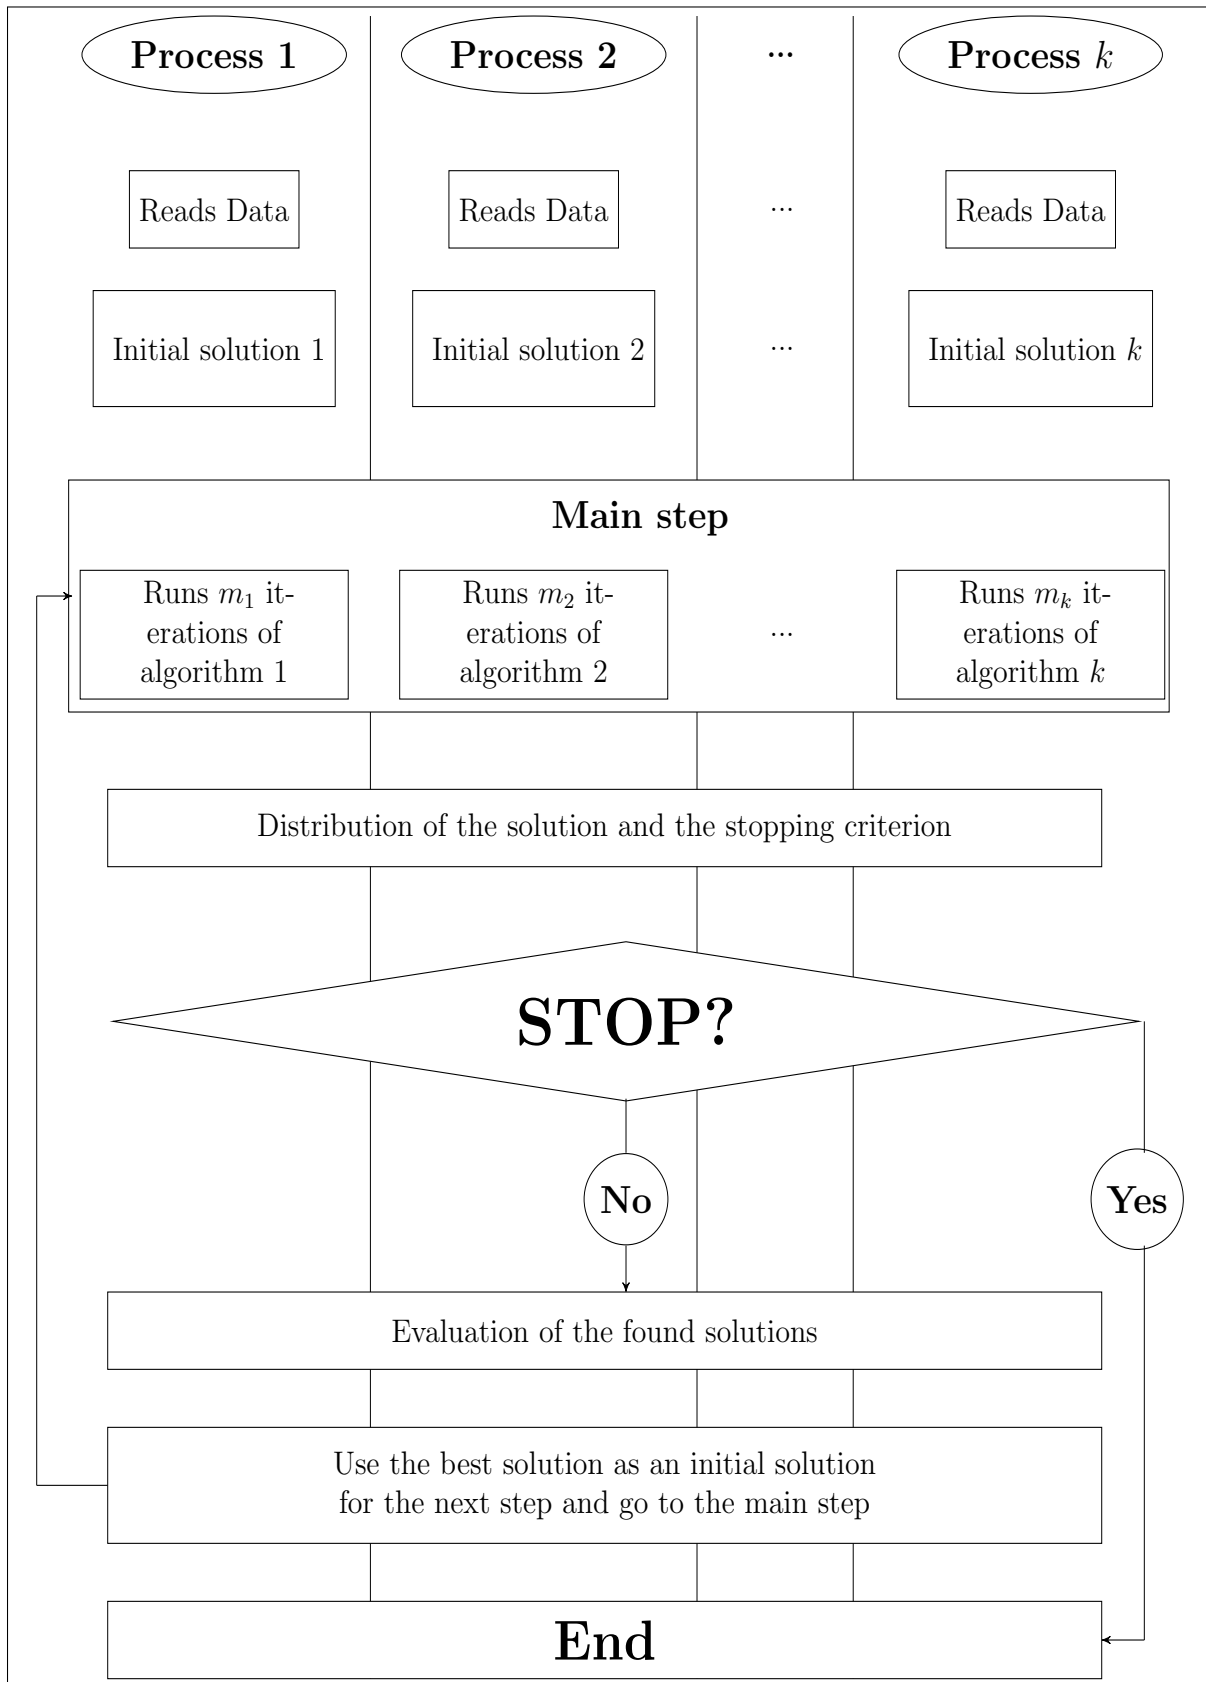 Process 1 Process 2 ... Process k
Reads Data Reads Data ... Reads Data
Initial solution 1 Initial solution 2 ... Initial solution k
Main step
Runs m₁ it-
erations of
algorithm 1
Runs m₂ it-
erations of
algorithm 2
...
Runs mₖ it-
erations of
algorithm k
Distribution of the solution and the stopping criterion
STOP?
No
Yes
Evaluation of the found solutions
Use the best solution as an initial solution
for the next step and go to the main step
End